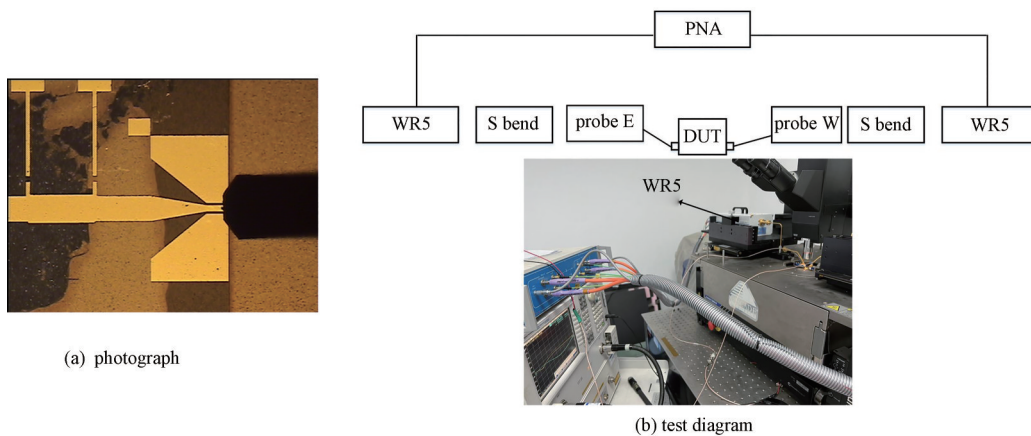 PNA
WR5
S bend
probe E
DUT
probe W
S bend
WR5
WR5
(a) photograph
(b) test diagram